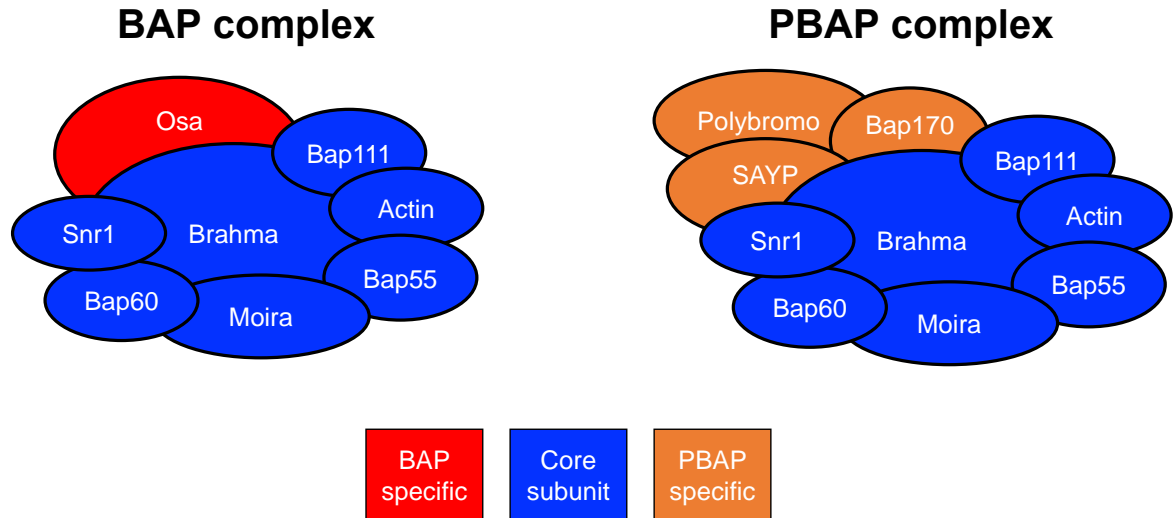 BAP complex
PBAP complex
Osa
Bap111
Actin
Snr1
Brahma
Bap55
Bap60
Moira
Polybromo
Bap170
Bap111
SAYP
Actin
Snr1
Brahma
Bap55
Bap60
Moira
BAP
specific
Core
subunit
PBAP
specific